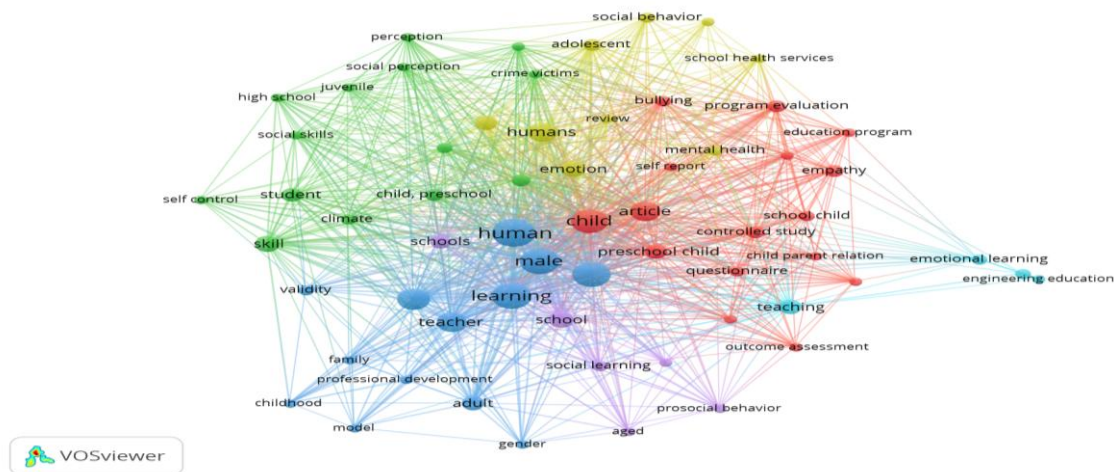 social behavior
perception
adolescent
school health services
social perception
crime victims
juvenile
high school
bullying
program evaluation
review
education program
social skills
humans
mental health
emotion
self report
empathy
self control
student
child, preschool
article
child
school child
climate
human
controlled study
skill
schools
preschool child
child parent relation
emotional learning
male
questionnaire
engineering education
validity
learning
teaching
teacher
school
outcome assessment
family
social learning
professional development
childhood
adult
prosocial behavior
model
aged
gender
VOSviewer